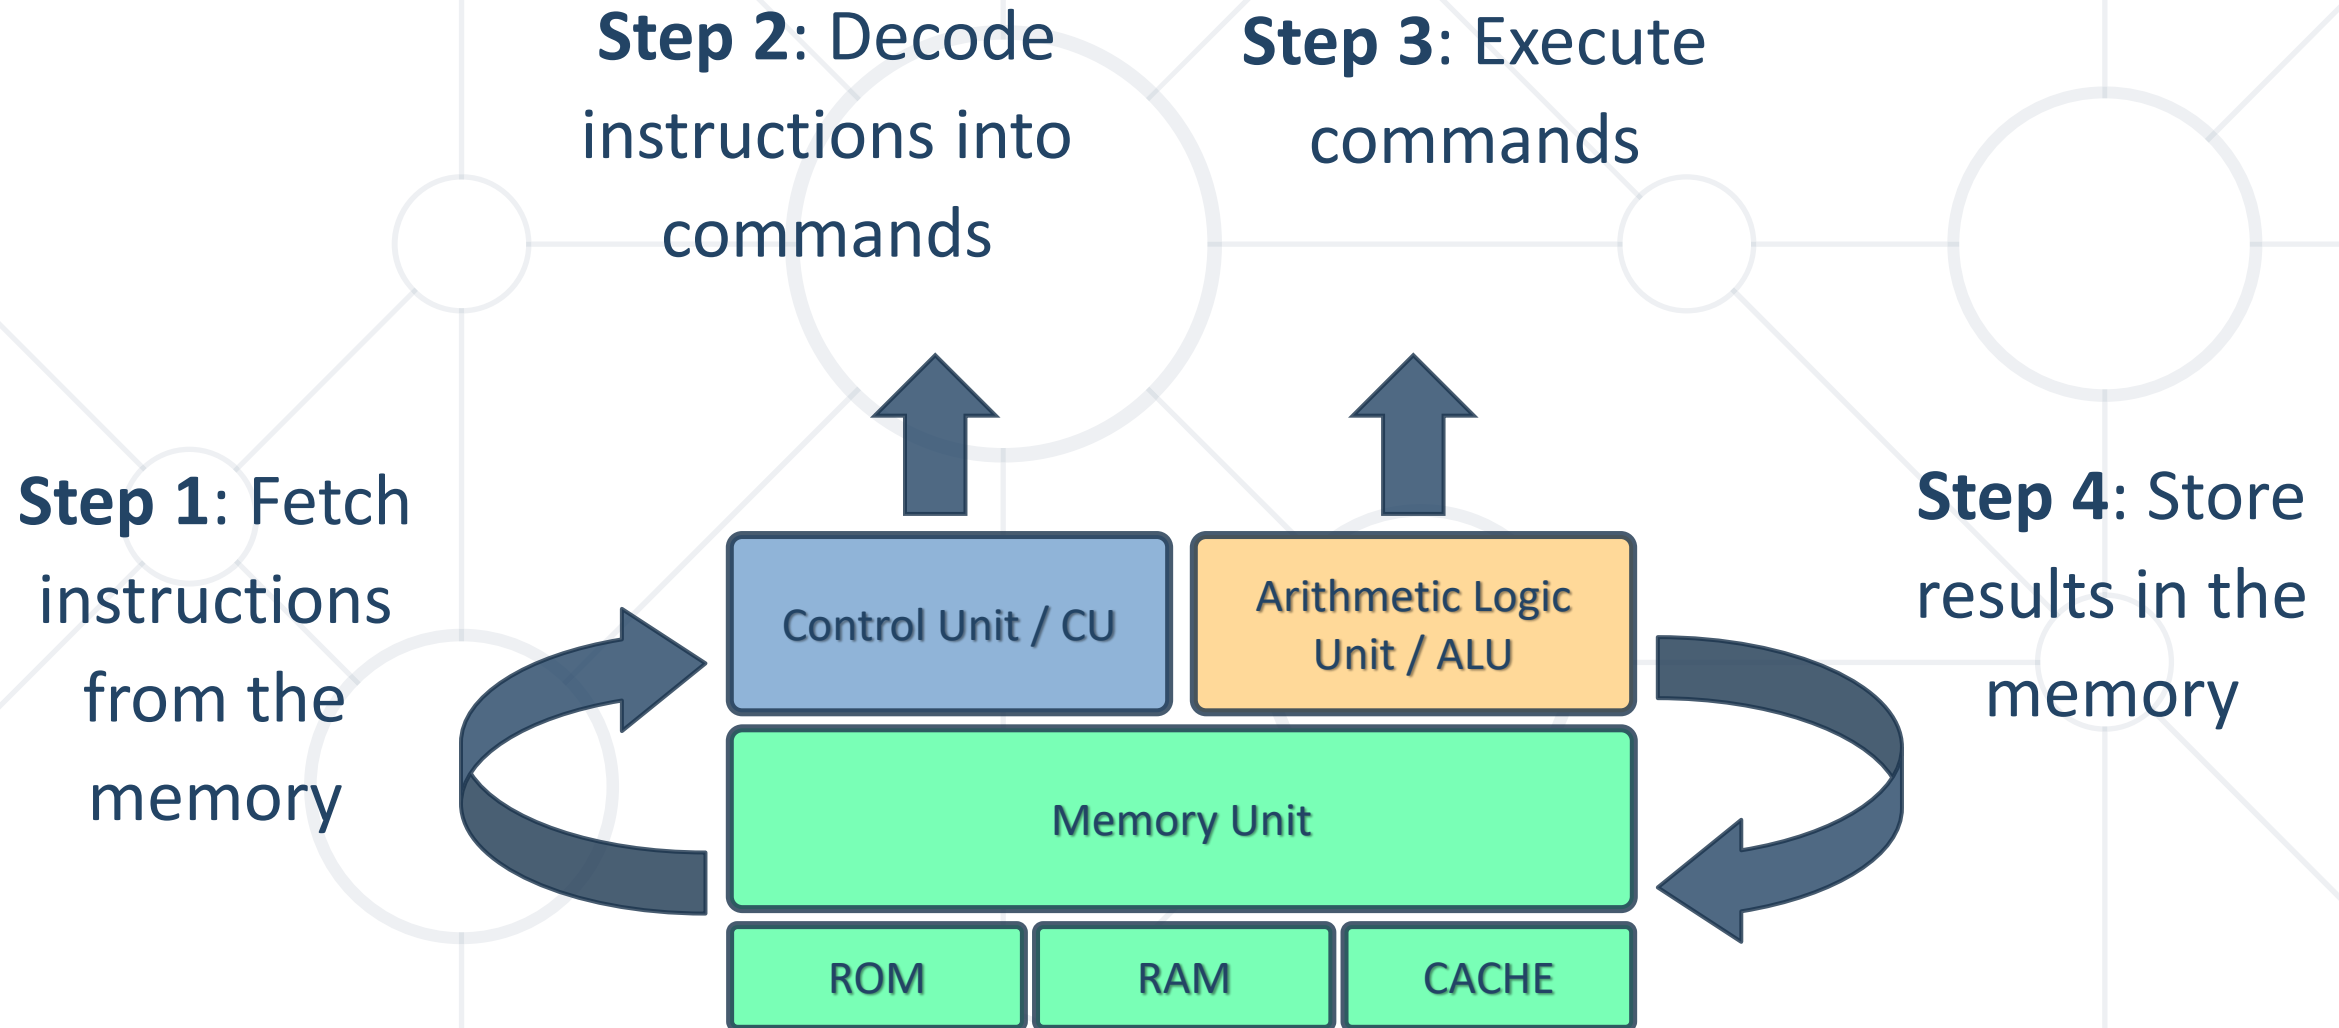 Step 1: Fetch
instructions
from the
memory
Step 2: Decode
instructions into
commands
Step 3: Execute
commands
Step 4: Store
results in the
memory
Control Unit / CU
Arithmetic Logic
Unit / ALU
Memory Unit
ROM
RAM
CACHE